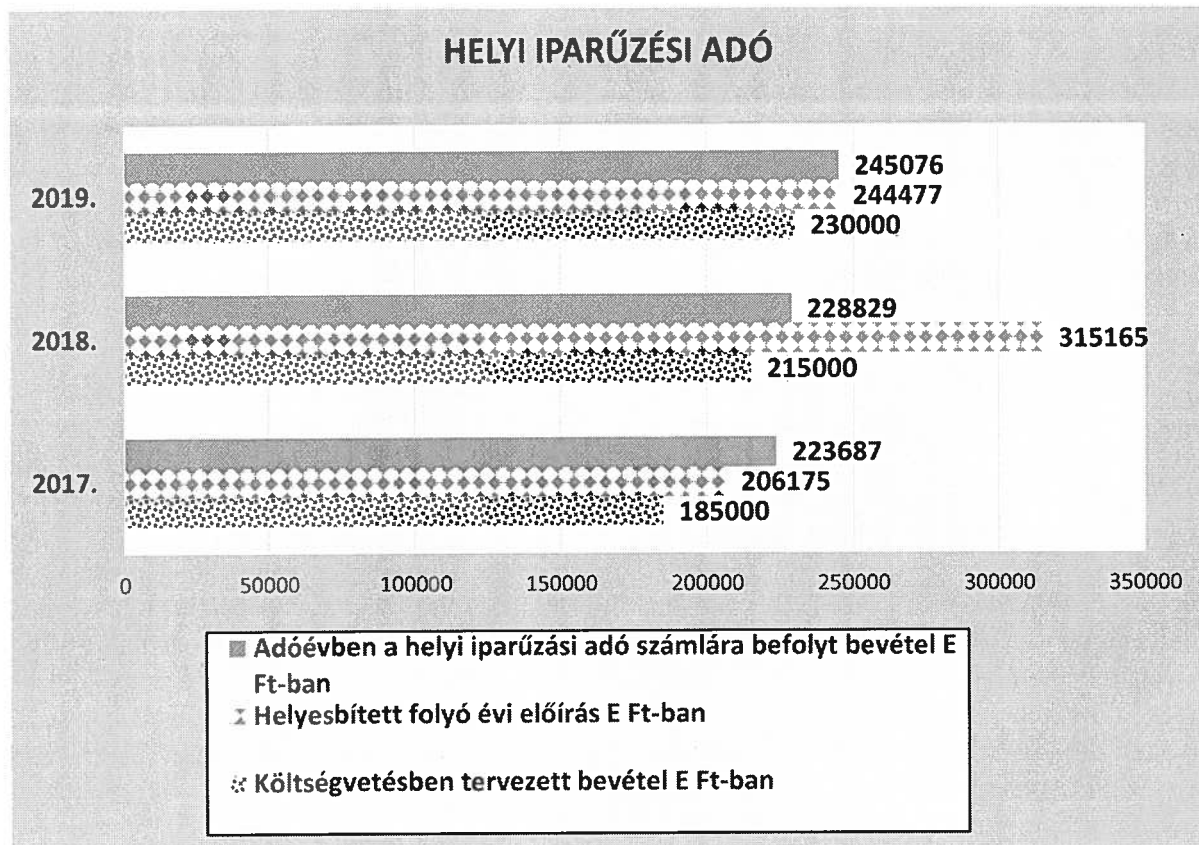 HELYI IPARŰZÉSI ADÓ
2019.
245076
244477
230000
2018.
228829
315165
215000
2017.
223687
206175
185000
0 50000 100000 150000 200000 250000 300000 350000
Adóévben a helyi iparűzási adó számlára befolyt bevétel E
Ft-ban
Helyesbített folyó évi előírás E Ft-ban
Költségvetésben tervezett bevétel E Ft-ban